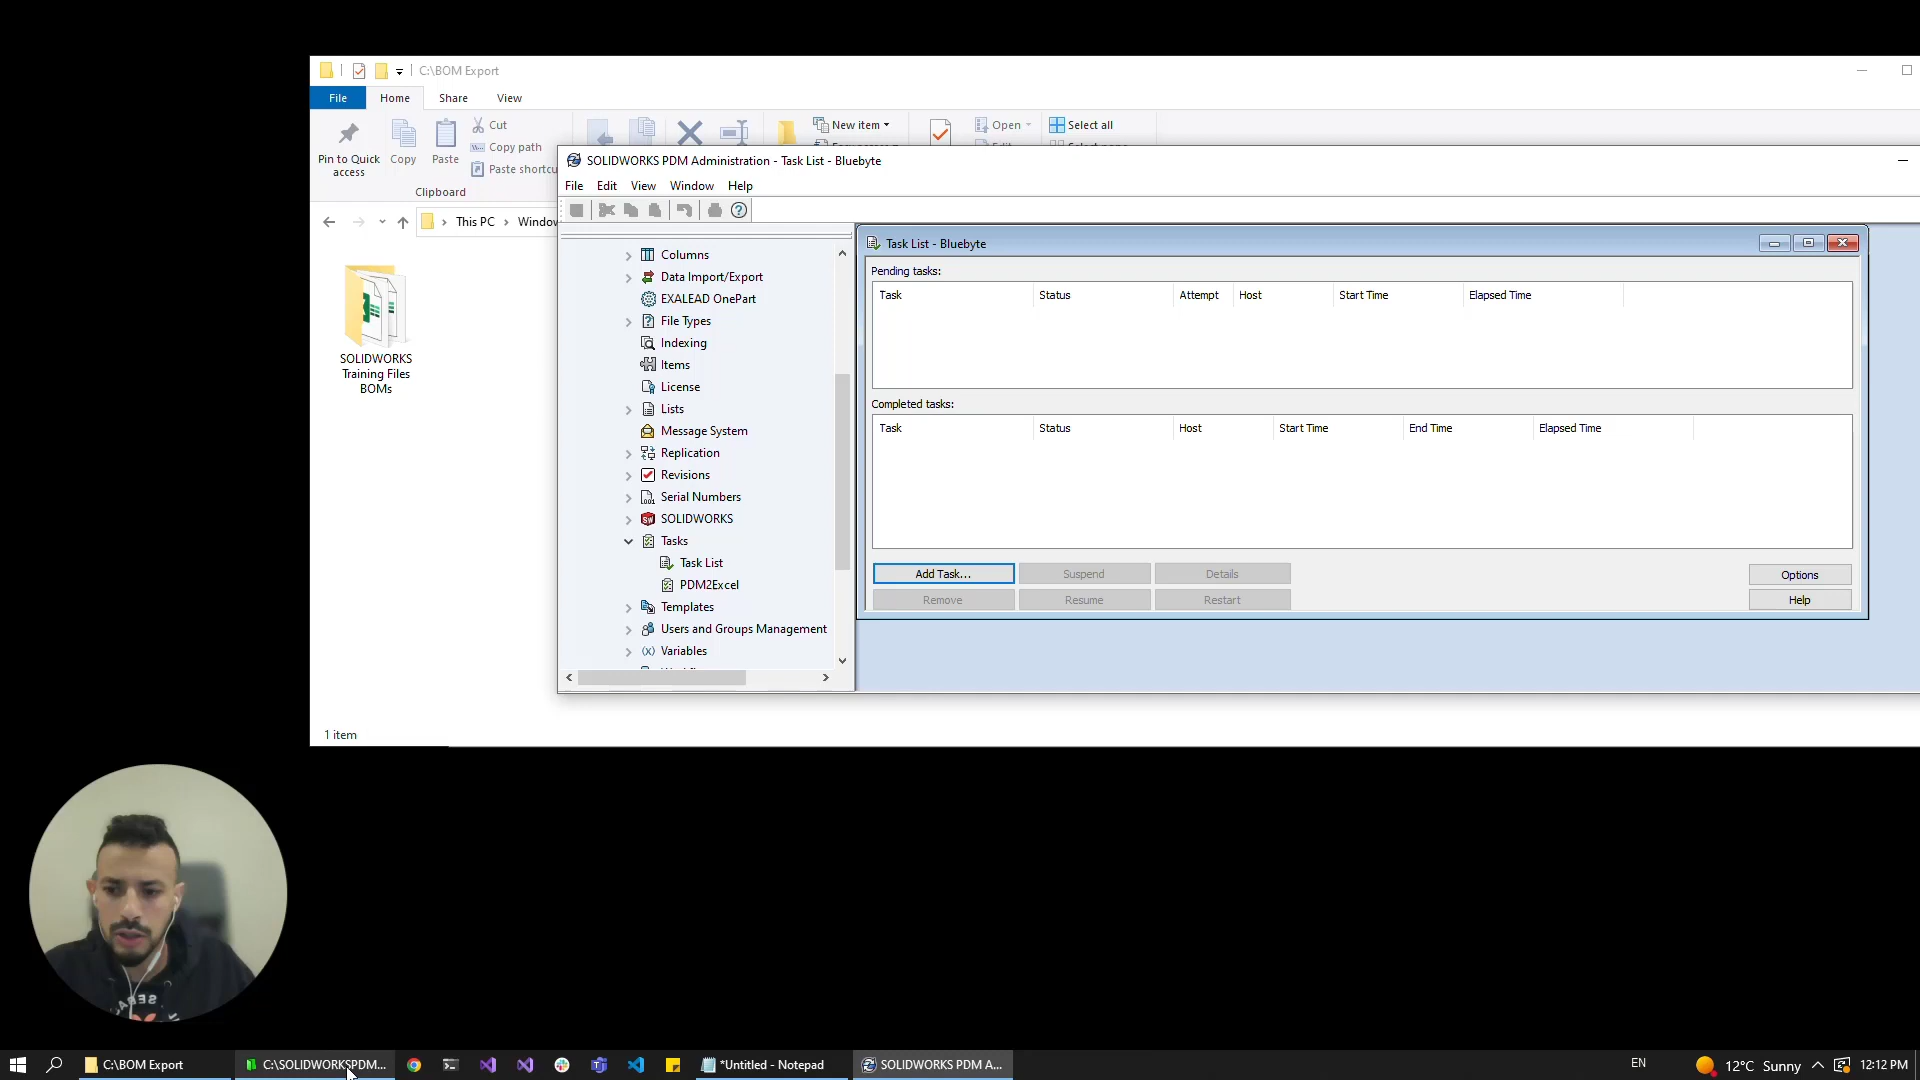 C:\BOM Export
File
Home
Share
View
Pin to Quick
access
Copy
Paste
Cut
Copy path
Paste shortcu
Clipboard
New item
Open
Select all
This PC
Window
SOLIDWORKS
Training Files
BOMs
1 item
SOLIDWORKS PDM Administration - Task List - Bluebyte
File
Edit
View
Window
Help
Columns
Data Import/Export
EXALEAD OnePart
File Types
Indexing
Items
License
Lists
Message System
Replication
Revisions
Serial Numbers
SOLIDWORKS
Tasks
Task List
PDM2Excel
Templates
Users and Groups Management
Variables
Task List - Bluebyte
Pending tasks:
Task Status Attempt Host Start Time Elapsed Time
Completed tasks:
Task Status Host Start Time End Time Elapsed Time
Add Task... Suspend Details Options
Remove Resume Restart Help
C:\BOM Export
C:\SOLIDWORKSPDM...
*Untitled - Notepad
SOLIDWORKS PDM A...
EN
12°C Sunny
12:12 PM